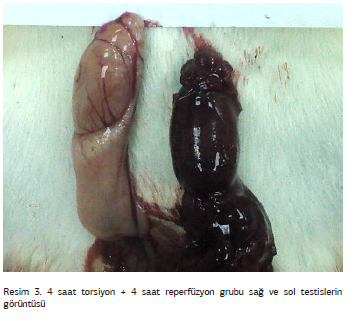 Resim 3. 4 saat torsiyon + 4 saat reperfüzyon grubu sağ ve sol testislerin
görüntüsü